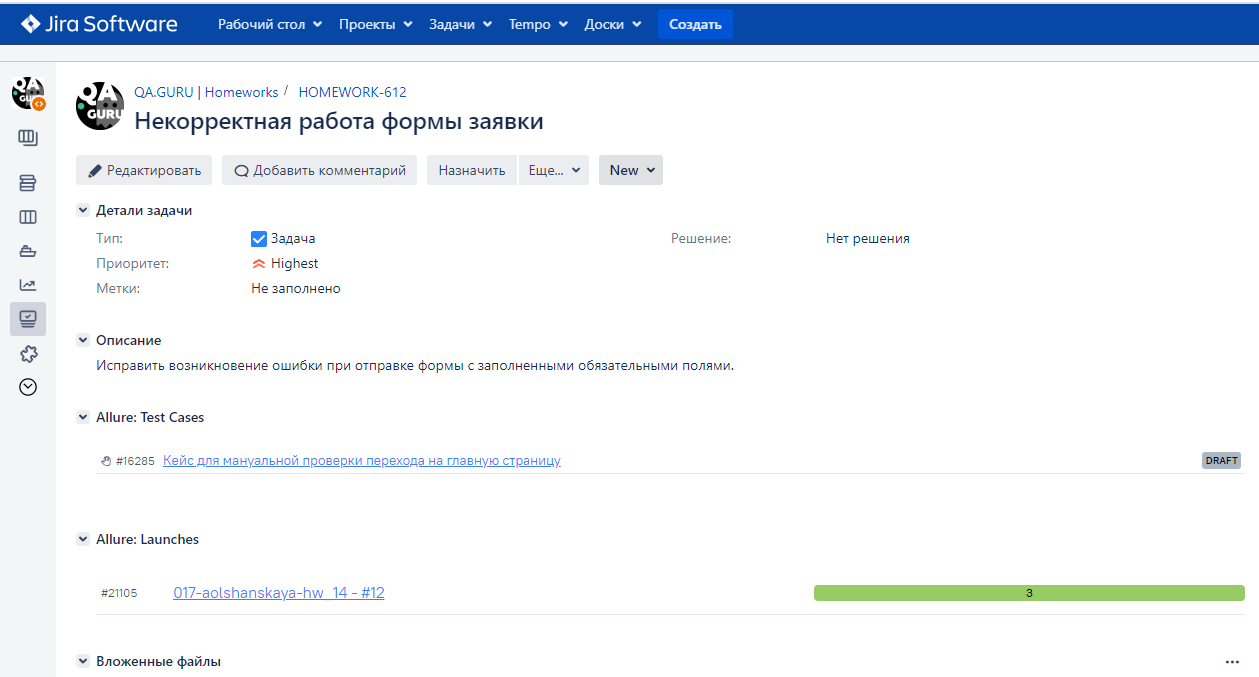 Jira Software Рабочий стол Проекты Задачи Tempo Доски Создать
QA GURU
QA GURU
QA.GURU | Homeworks / HOMEWORK-612
Некорректная работа формы заявки
Редактировать Добавить комментарий Назначить Еще... New
Детали задачи
Тип: Задача Решение: Нет решения
Приоритет: Highest
Метки: Не заполнено
Описание
Исправить возникновение ошибки при отправке формы с заполненными обязательными полями.
Allure: Test Cases
#16285 Кейс для мануальной проверки перехода на главную страницу DRAFT
Allure: Launches
#21105 017-aolshanskaya-hw_14 - #12 3
Вложенные файлы